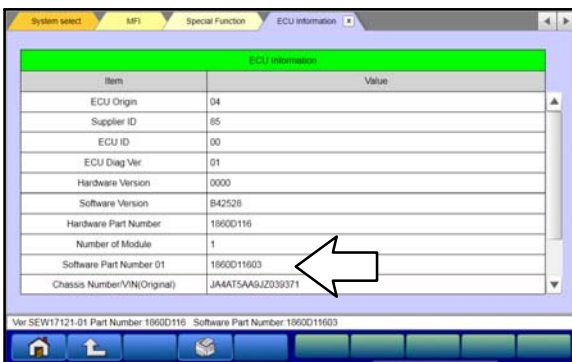 System select MFI Special Function ECU Information x
ECU Information
Item Value
ECU Origin 04
Supplier ID 85
ECU ID 00
ECU Diag Ver. 01
Hardware Version 0000
Software Version B42528
Hardware Part Number 1860D116
Number of Module 1
Software Part Number 01 1860D11603
Chassis Number/VIN(Original) JA4AT5AA9JZ039371
Ver.SEW17121-01 Part Number:1860D116 Software Part Number:1860D11603